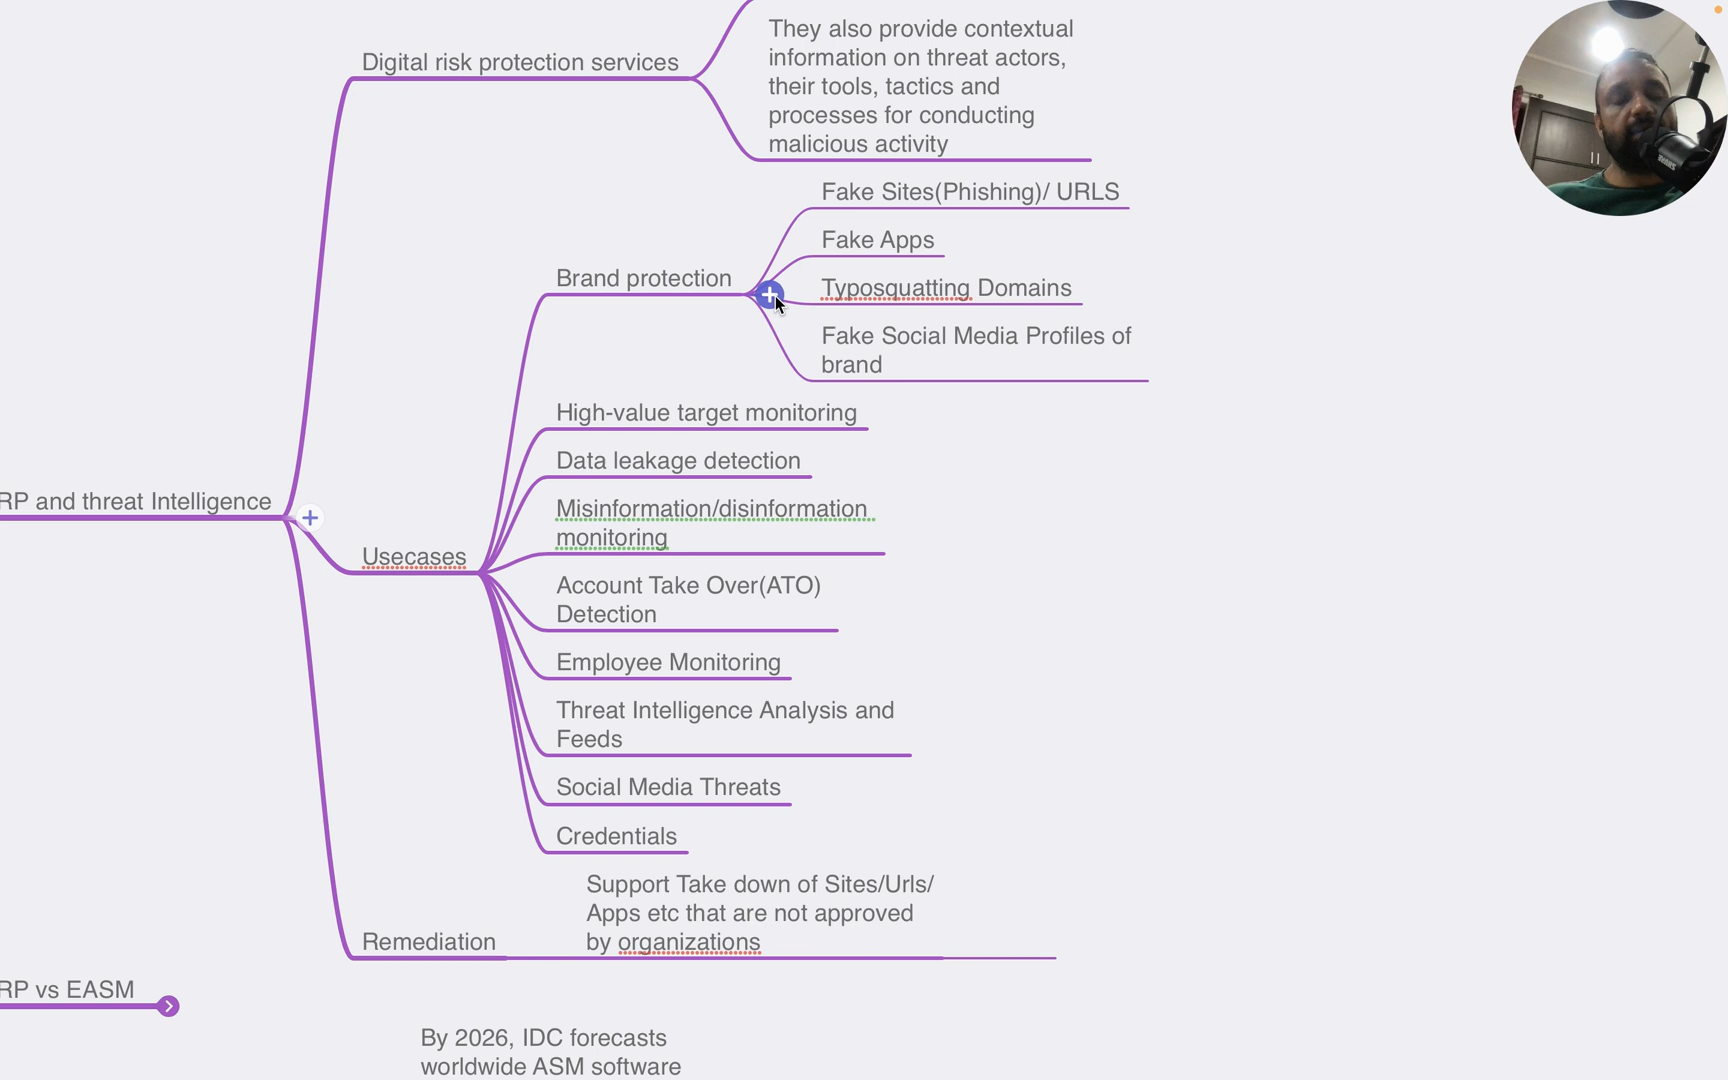 They also provide contextual
information on threat actors,
their tools, tactics and
processes for conducting
malicious activity
Digital risk protection services
Fake Sites(Phishing)/ URLS
Fake Apps
Typosquatting Domains
Fake Social Media Profiles of
brand
Brand protection
High-value target monitoring
Data leakage detection
Misinformation/disinformation
monitoring
RP and threat Intelligence
Usecases
Account Take Over(ATO)
Detection
Employee Monitoring
Threat Intelligence Analysis and
Feeds
Social Media Threats
Credentials
Support Take down of Sites/Urls/
Apps etc that are not approved
by organizations
Remediation
RP vs EASM
By 2026, IDC forecasts
worldwide ASM software